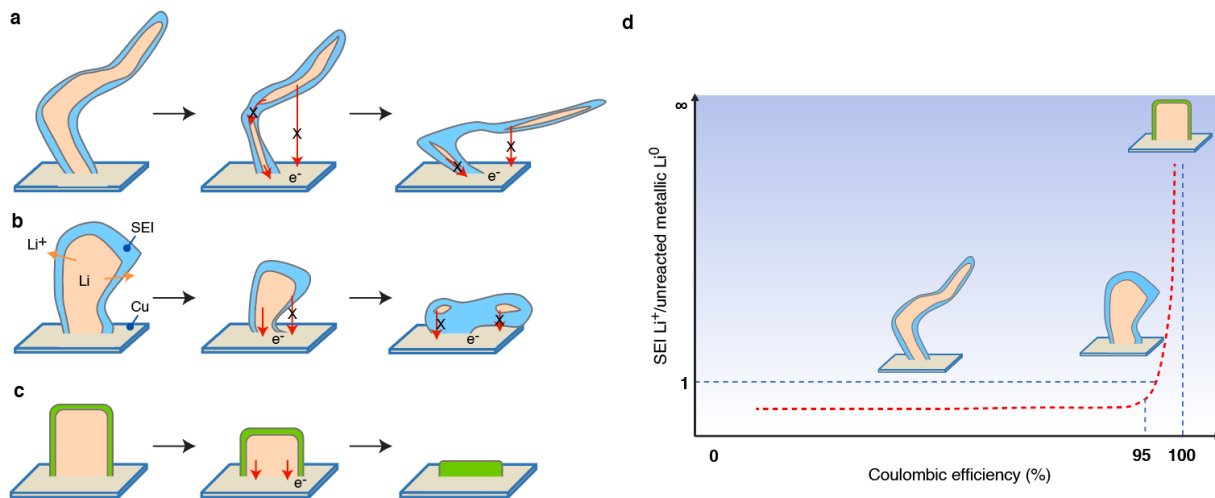 a
X
X
e-
X
X
e-
b
SEI
Li+
Li
Cu
X
e-
X
X
e-
c
e-
d
∞
SEI Li+/unreacted metallic Li0
1
0
95
100
Coulombic efficiency (%)